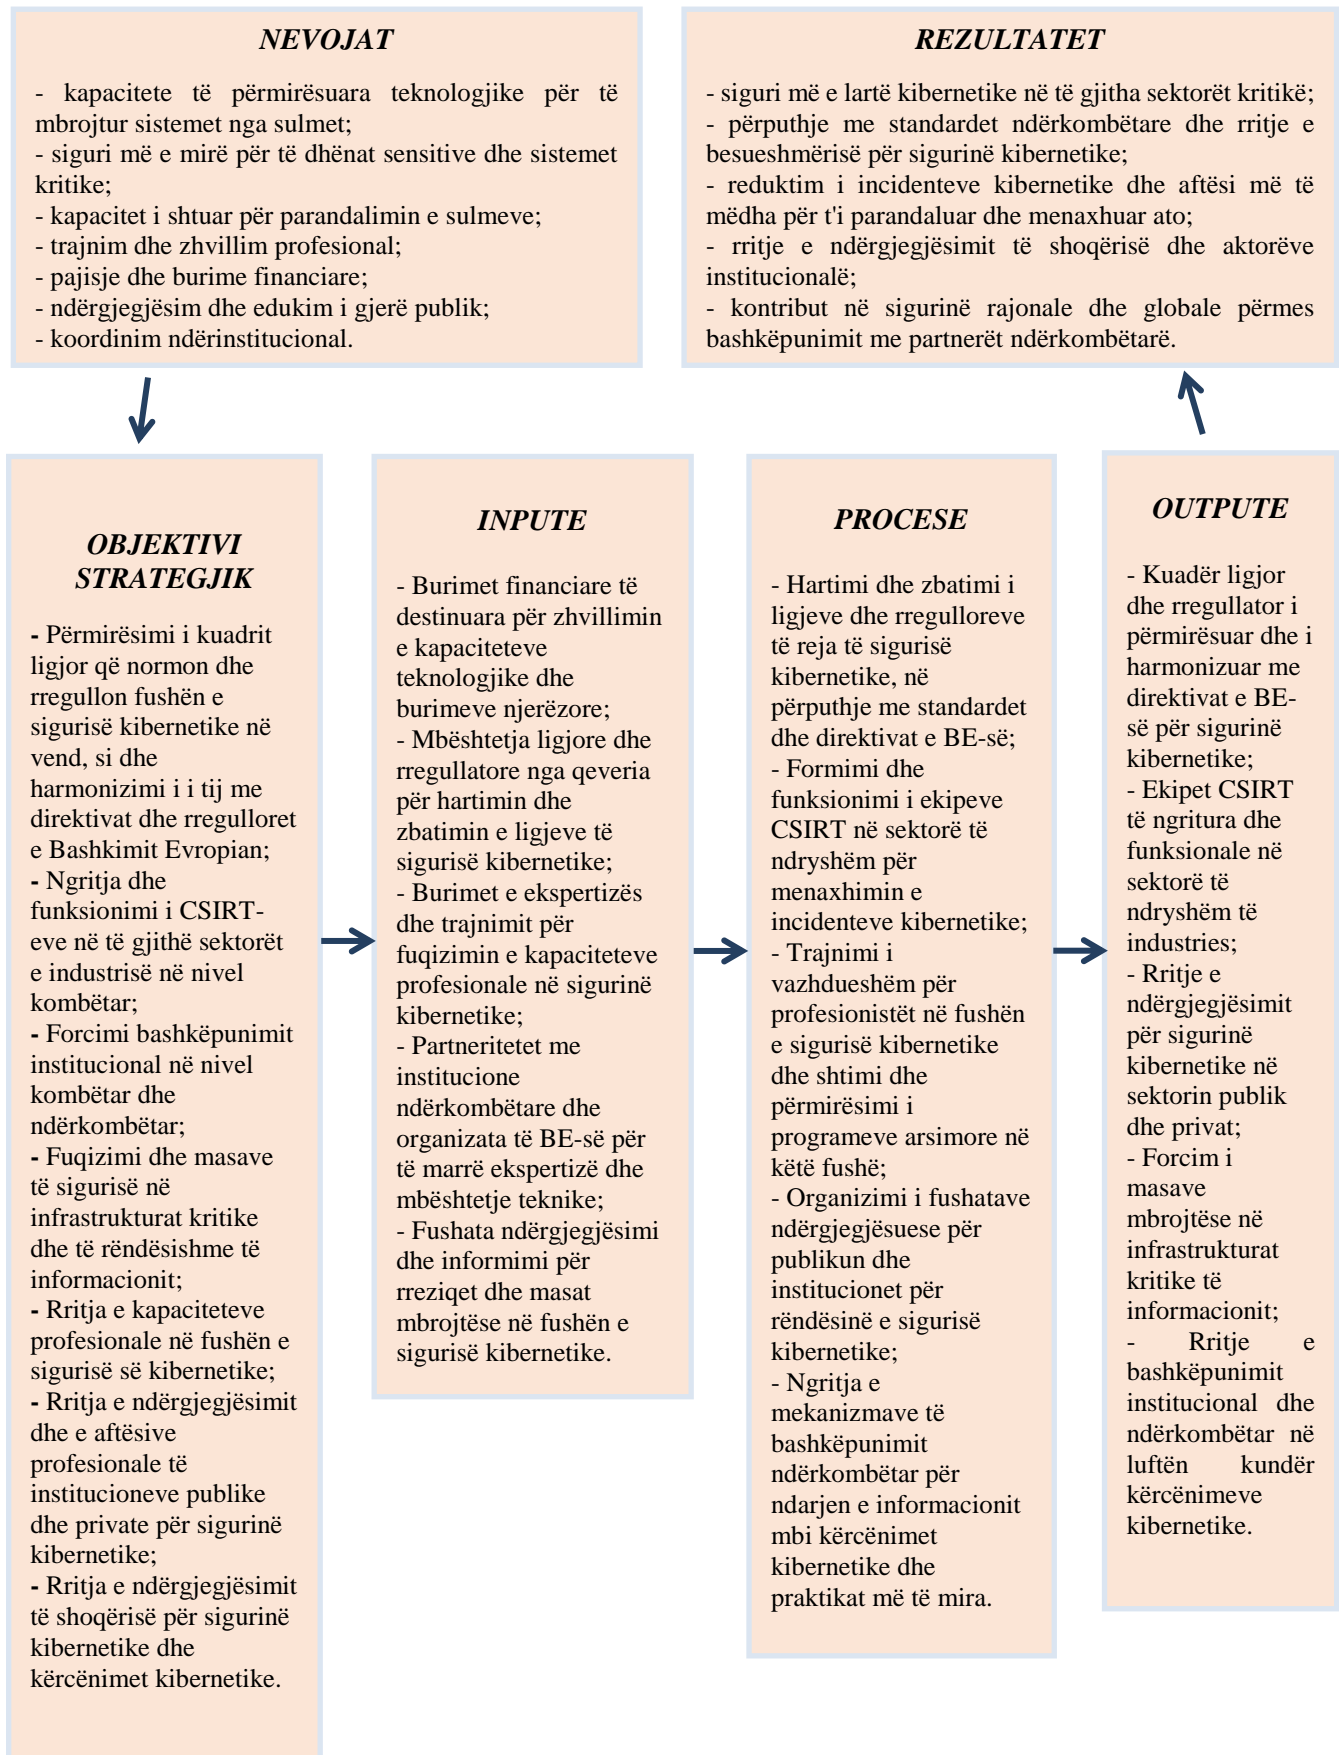 NEVOJAT
- kapacitete të përmirësuara teknologjike për të
mbrojtur sistemet nga sulmet;
- siguri më e mirë për të dhënat sensitive dhe sistemet
kritike;
- kapacitet i shtuar për parandalimin e sulmeve;
- trajnim dhe zhvillim profesional;
- pajisje dhe burime financiare;
- ndërgjegjësim dhe edukim i gjerë publik;
- koordinim ndërinstitucional.
REZULTATET
- siguri më e lartë kibernetike në të gjitha sektorët kritikë;
- përputhje me standardet ndërkombëtare dhe rritje e
besueshmërisë për sigurinë kibernetike;
- reduktim i incidenteve kibernetike dhe aftësi më të
mëdha për t'i parandaluar dhe menaxhuar ato;
- rritje e ndërgjegjësimit të shoqërisë dhe aktorëve
institucionalë;
- kontribut në sigurinë rajonale dhe globale përmes
bashkëpunimit me partnerët ndërkombëtarë.
OBJEKTIVI
STRATEGJIK
- Përmirësimi i kuadrit
ligjor që normon dhe
rregullon fushën e
sigurisë kibernetike në
vend, si dhe
harmonizimi i i tij me
direktivat dhe rregulloret
e Bashkimit Evropian;
- Ngritja dhe
funksionimi i CSIRT-
eve në të gjithë sektorët
e industrisë në nivel
kombëtar;
- Forcimi bashkëpunimit
institucional në nivel
kombëtar dhe
ndërkombëtar;
- Fuqizimi dhe masave
të sigurisë në
infrastrukturat kritike
dhe të rëndësishme të
informacionit;
- Rritja e kapaciteteve
profesionale në fushën e
sigurisë së kibernetike;
- Rritja e ndërgjegjësimit
dhe e aftësive
profesionale të
institucioneve publike
dhe private për sigurinë
kibernetike;
- Rritja e ndërgjegjësimit
të shoqërisë për sigurinë
kibernetike dhe
kërcënimet kibernetike.
INPUTE
- Burimet financiare të
destinuara për zhvillimin
e kapaciteteve
teknologjike dhe
burimeve njerëzore;
- Mbështetja ligjore dhe
rregullatore nga qeveria
për hartimin dhe
zbatimin e ligjeve të
sigurisë kibernetike;
- Burimet e ekspertizës
dhe trajnimit për
fuqizimin e kapaciteteve
profesionale në sigurinë
kibernetike;
- Partneritetet me
institucione
ndërkombëtare dhe
organizata të BE-së për
të marrë ekspertizë dhe
mbështetje teknike;
- Fushata ndërgjegjësimi
dhe informimi për
rreziqet dhe masat
mbrojtëse në fushën e
sigurisë kibernetike.
PROCESE
- Hartimi dhe zbatimi i
ligjeve dhe rregulloreve
të reja të sigurisë
kibernetike, në
përputhje me standardet
dhe direktivat e BE-së;
- Formimi dhe
funksionimi i ekipeve
CSIRT në sektorë të
ndryshëm për
menaxhimin e
incidenteve kibernetike;
- Trajnimi i
vazhdueshëm për
profesionistët në fushën
e sigurisë kibernetike
dhe shtimi dhe
përmirësimi i
programeve arsimore në
këtë fushë;
- Organizimi i fushatave
ndërgjegjësuese për
publikun dhe
institucionet për
rëndësinë e sigurisë
kibernetike;
- Ngritja e
mekanizmave të
bashkëpunimit
ndërkombëtar për
ndarjen e informacionit
mbi kërcënimet
kibernetike dhe
praktikat më të mira.
OUTPUTE
- Kuadër ligjor
dhe rregullator i
përmirësuar dhe i
harmonizuar me
direktivat e BE-
së për sigurinë
kibernetike;
- Ekipet CSIRT
të ngritura dhe
funksionale në
sektorë të
ndryshëm të
industries;
- Rritje e
ndërgjegjësimit
për sigurinë
kibernetike në
sektorin publik
dhe privat;
- Forcim i
masave
mbrojtëse në
infrastrukturat
kritike të
informacionit;
- Rritje e
bashkëpunimit
institucional dhe
ndërkombëtar në
luftën kundër
kërcënimeve
kibernetike.